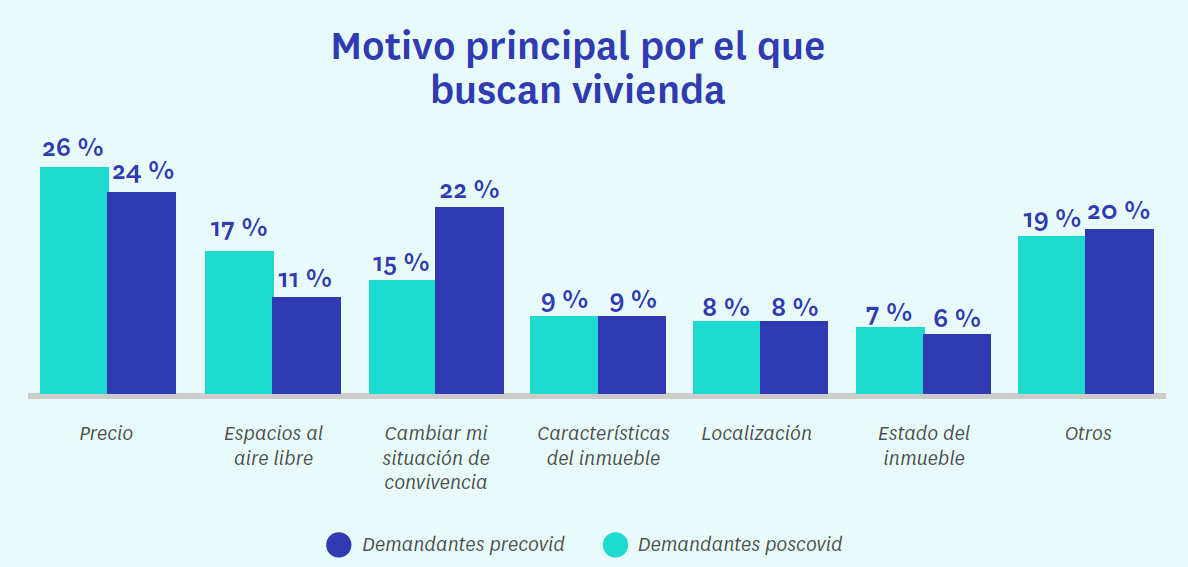 Motivo principal por el que
buscan vivienda
26 %
24 %
17 %
11 %
15 %
22 %
9 %
9 %
8 %
8 %
7 %
6 %
19 %
20 %
Precio
Espacios al
aire libre
Cambiar mi
situación de
convivencia
Características
del inmueble
Localización
Estado del
inmueble
Otros
Demandantes precovid
Demandantes poscovid